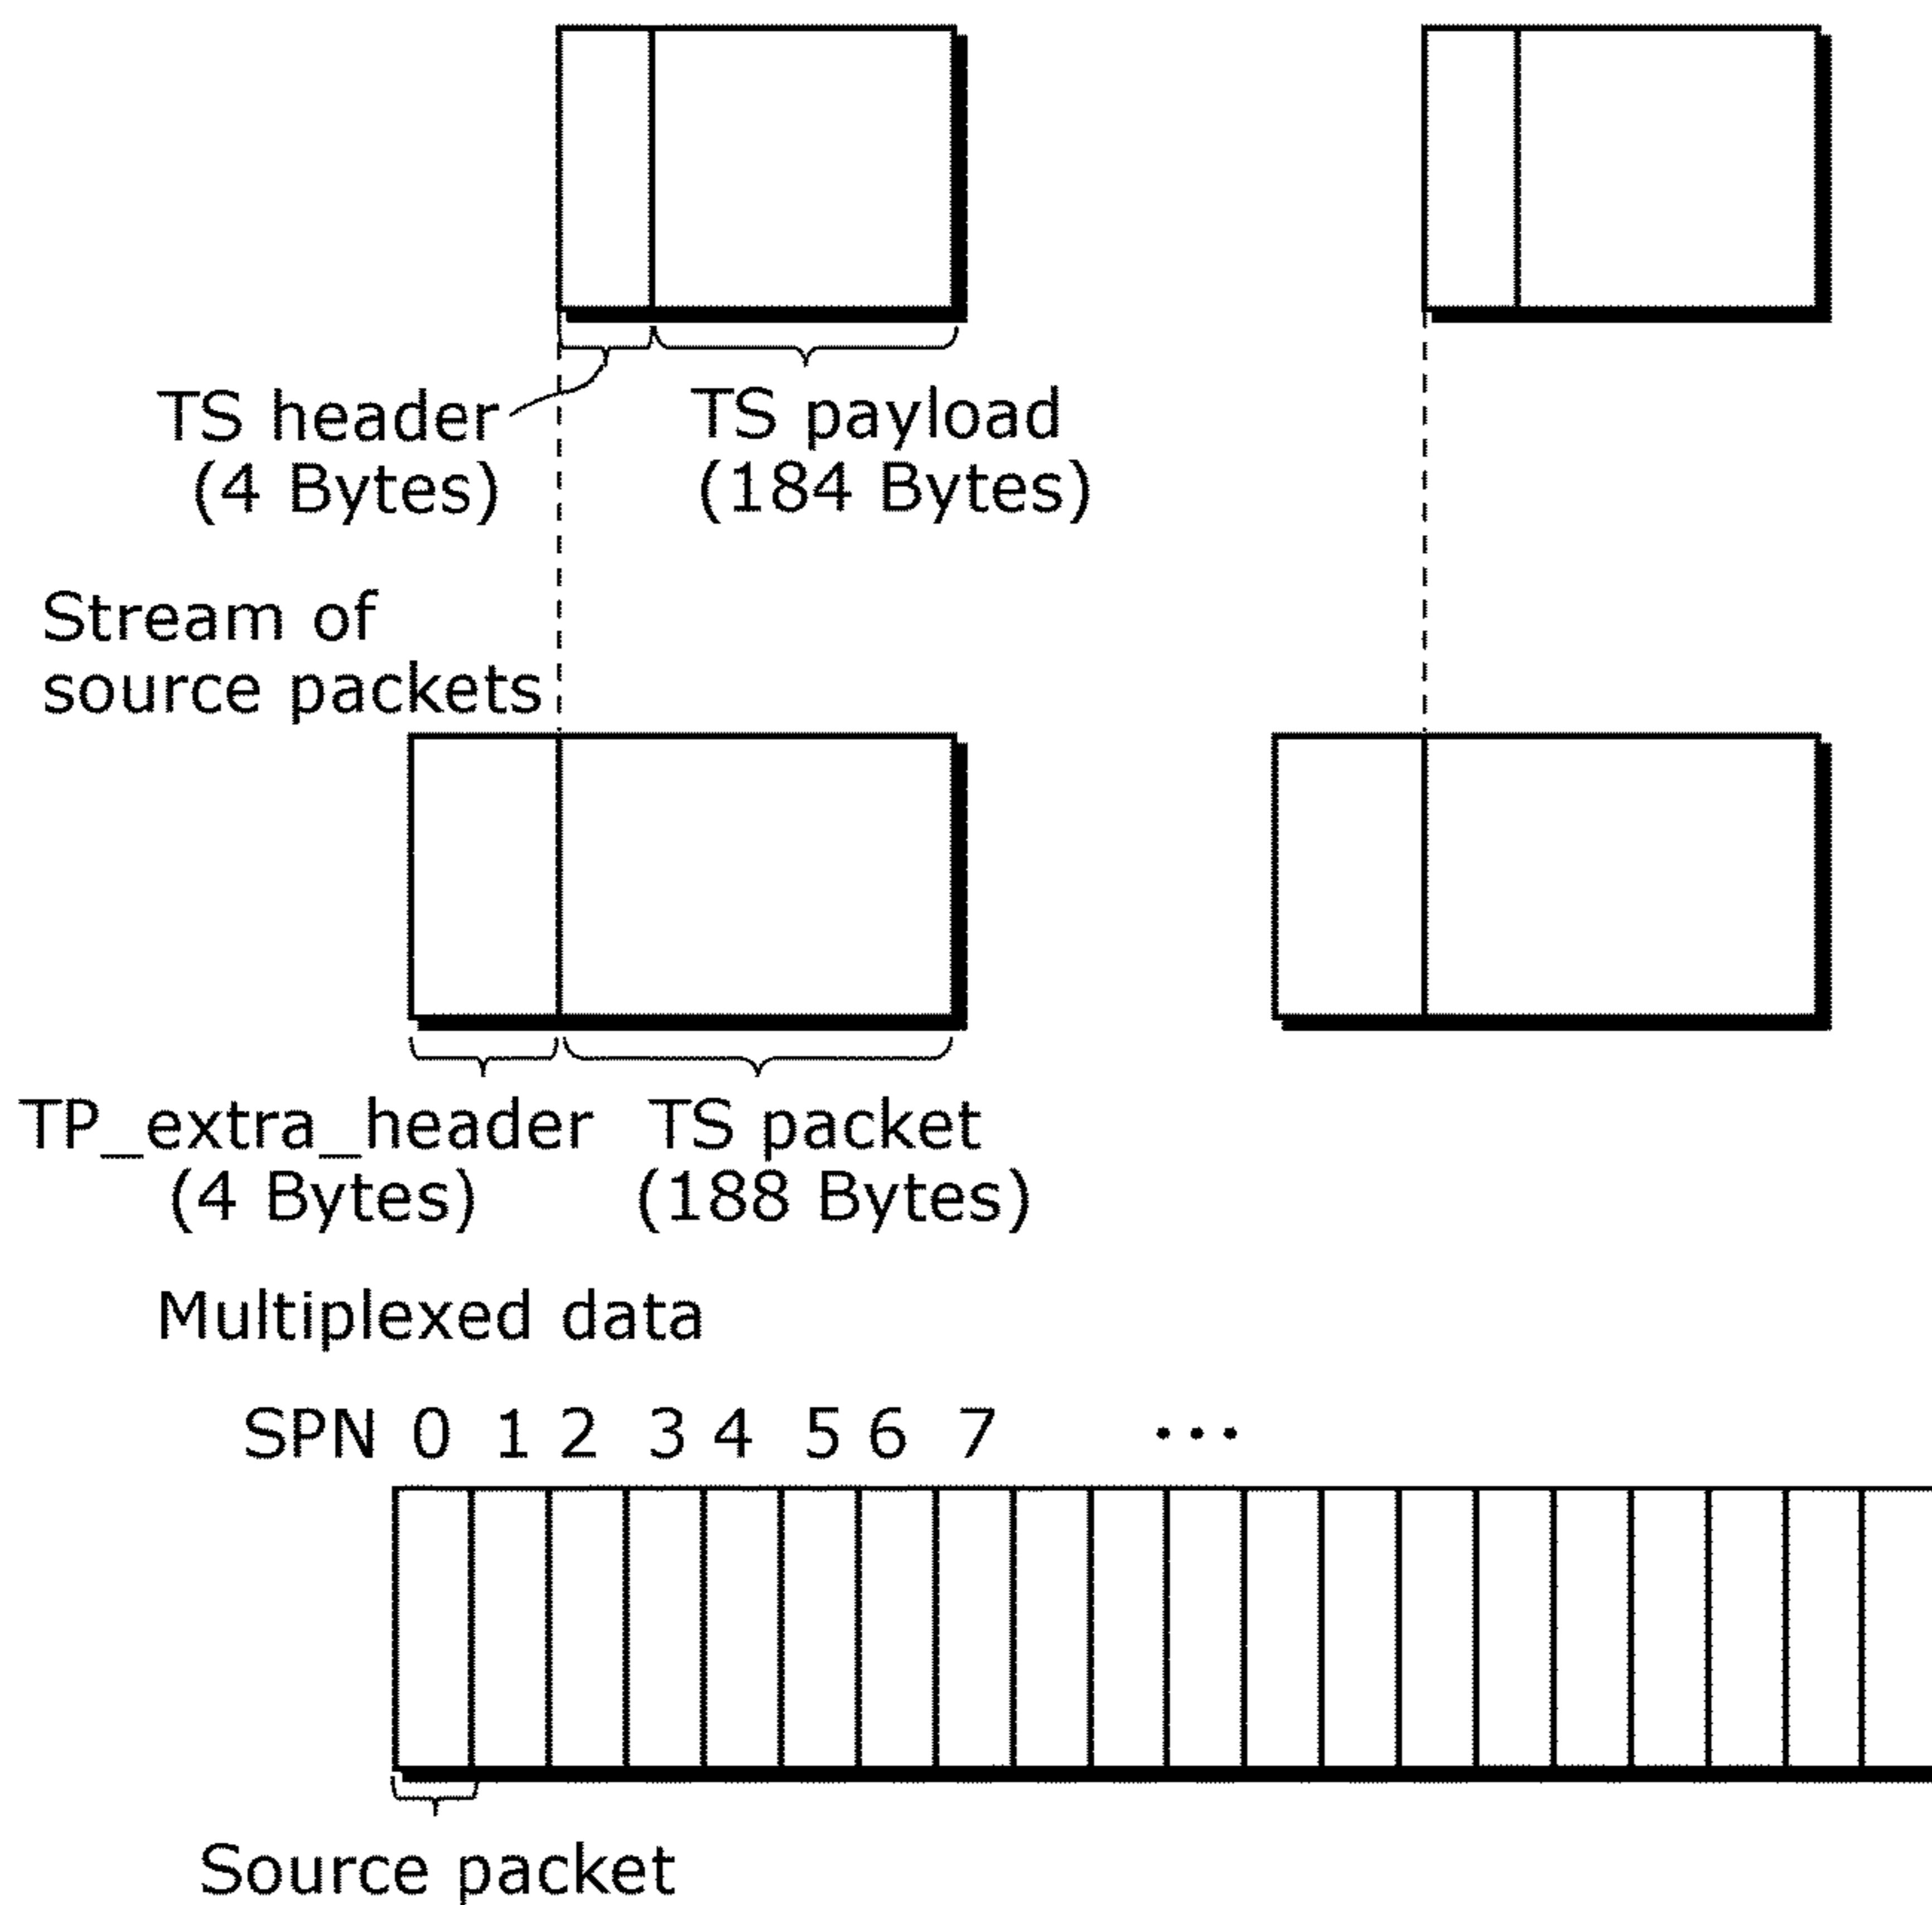 TS header TS payload
(4 Bytes) (184 Bytes)
Stream of
source packets
TP_extra_header TS packet
(4 Bytes) (188 Bytes)
Multiplexed data
SPN 0 1 2 3 4 5 6 7 ...
Source packet